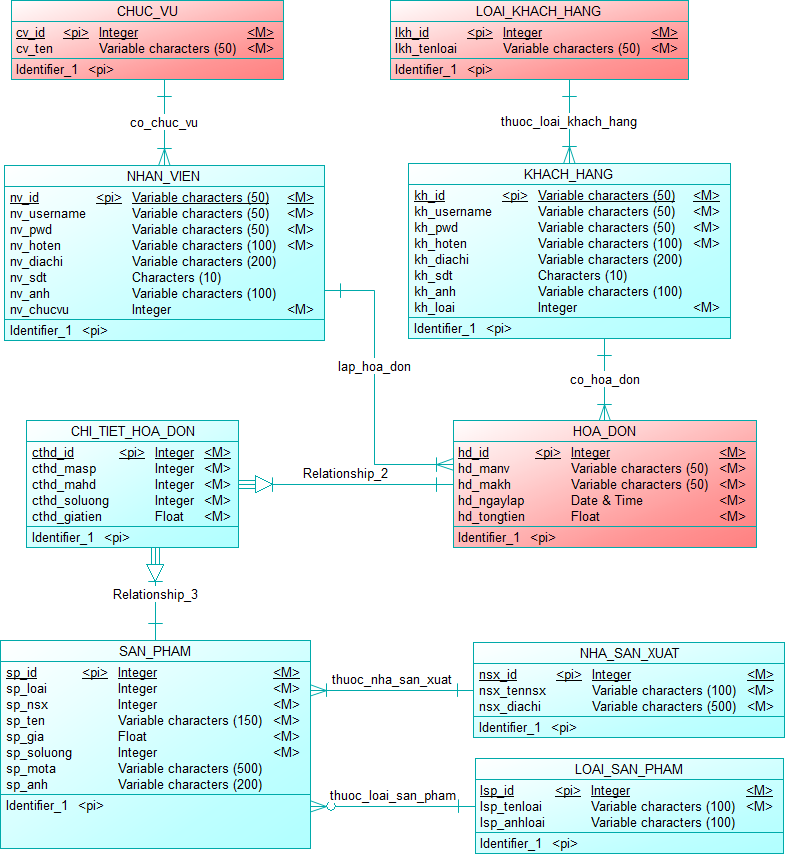 CHUC_VU
cv_id <pi> Integer <M>
cv_ten Variable characters (50) <M>
Identifier_1 <pi>
LOAI_KHACH_HANG
lkh_id <pi> Integer <M>
lkh_tenloai Variable characters (50) <M>
Identifier_1 <pi>
co_chuc_vu
thuoc_loai_khach_hang
NHAN_VIEN
nv_id <pi> Variable characters (50) <M>
nv_username Variable characters (50) <M>
nv_pwd Variable characters (50) <M>
nv_hoten Variable characters (100) <M>
nv_diachi Variable characters (200)
nv_sdt Characters (10)
nv_anh Variable characters (100)
nv_chucvu Integer <M>
Identifier_1 <pi>
KHACH_HANG
kh_id <pi> Variable characters (50) <M>
kh_username Variable characters (50) <M>
kh_pwd Variable characters (50) <M>
kh_hoten Variable characters (100) <M>
kh_diachi Variable characters (200)
kh_sdt Characters (10)
kh_anh Variable characters (100)
kh_loai Integer <M>
Identifier_1 <pi>
lap_hoa_don
co_hoa_don
CHI_TIET_HOA_DON
cthd_id <pi> Integer <M>
cthd_masp Integer <M>
cthd_mahd Integer <M>
cthd_soluong Integer <M>
cthd_giatien Float <M>
Identifier_1 <pi>
Relationship_2
HOA_DON
hd_id <pi> Integer <M>
hd_manv Variable characters (50) <M>
hd_makh Variable characters (50) <M>
hd_ngaylap Date & Time <M>
hd_tongtien Float <M>
Identifier_1 <pi>
Relationship_3
SAN_PHAM
sp_id <pi> Integer <M>
sp_loai Integer <M>
sp_nsx Integer <M>
sp_ten Variable characters (150) <M>
sp_gia Float <M>
sp_soluong Integer <M>
sp_mota Variable characters (500)
sp_anh Variable characters (200)
Identifier_1 <pi>
thuoc_nha_san_xuat
NHA_SAN_XUAT
nsx_id <pi> Integer <M>
nsx_tennsx Variable characters (100) <M>
nsx_diachi Variable characters (500) <M>
Identifier_1 <pi>
thuoc_loai_san_pham
LOAI_SAN_PHAM
lsp_id <pi> Integer <M>
lsp_tenloai Variable characters (100) <M>
lsp_anhloai Variable characters (100)
Identifier_1 <pi>